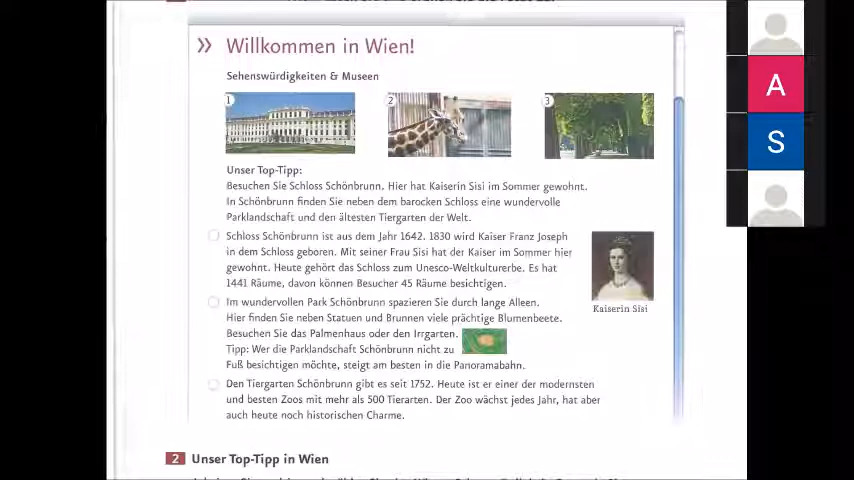 Willkommen in Wien!
Sehenswürdigkeiten & Museen
1
2
3
Unser Top-Tipp:
Besuchen Sie Schloss Schönbrunn. Hier hat Kaiserin Sisi im Sommer gewohnt.
In Schönbrunn finden Sie neben dem barocken Schloss eine wundervolle
Parklandschaft und den ältesten Tiergarten der Welt.
Schloss Schönbrunn ist aus dem Jahr 1642. 1830 wird Kaiser Franz Joseph
in dem Schloss geboren. Mit seiner Frau Sisi hat der Kaiser im Sommer hier
gewohnt. Heute gehört das Schloss zum Unesco-Weltkulturerbe. Es hat
1441 Räume, davon können Besucher 45 Räume besichtigen.
Kaiserin Sisi
Im wundervollen Park Schönbrunn spazieren Sie durch lange Alleen.
Hier finden Sie neben Statuen und Brunnen viele prächtige Blumenbeete.
Besuchen Sie das Palmenhaus oder den Irrgarten.
Tipp: Wer die Parklandschaft Schönbrunn nicht zu
Fuß besichtigen möchte, steigt am besten in die Panoramabahn.
Den Tiergarten Schönbrunn gibt es seit 1752. Heute ist er einer der modernsten
und besten Zoos mit mehr als 500 Tierarten. Der Zoo wächst jedes Jahr, hat aber
auch heute noch historischen Charme.
2 Unser Top-Tipp in Wien
A
S